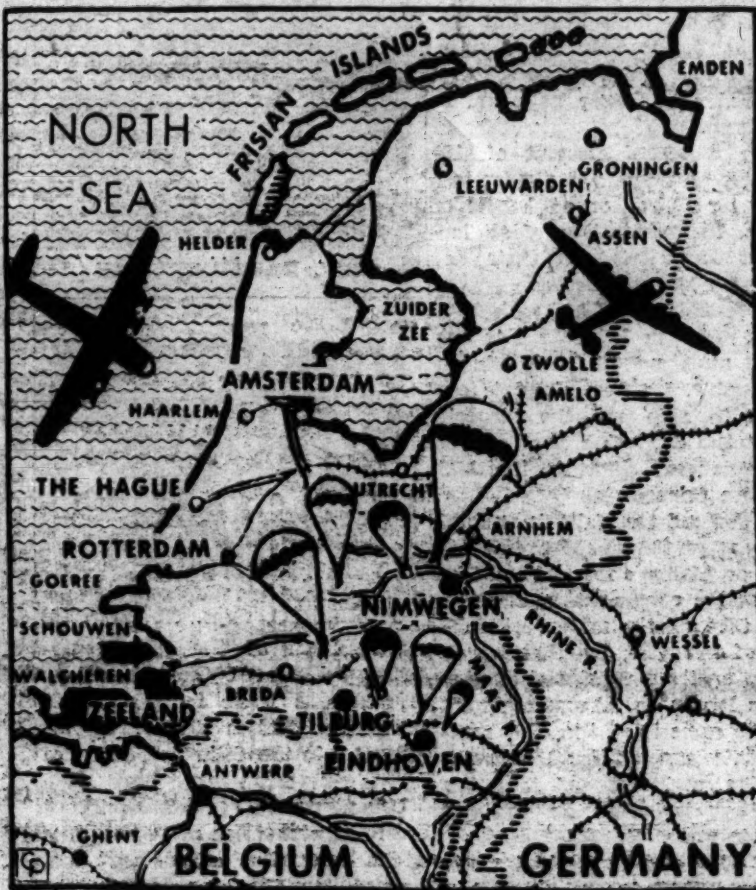 FRISIAN ISLANDS
EMDEN
NORTH
SEA
GRONINGEN
LEEUWARDEN
ASSEN
HELDER
ZUIDER
ZEE
ZWOLLE
AMSTERDAM
AMELO
HAARLEM
THE HAGUE
UTRECHT
ARNHEM
ROTTERDAM
GOEREE
NIMWEGEN
SCHOUWEN
RHINE R.
WESSEL
WALCHEREN
BREDA
MAAS R.
ZEELAND
TILBURG
EINDHOVEN
ANTWERP
GHENT
CP
BELGIUM
GERMANY